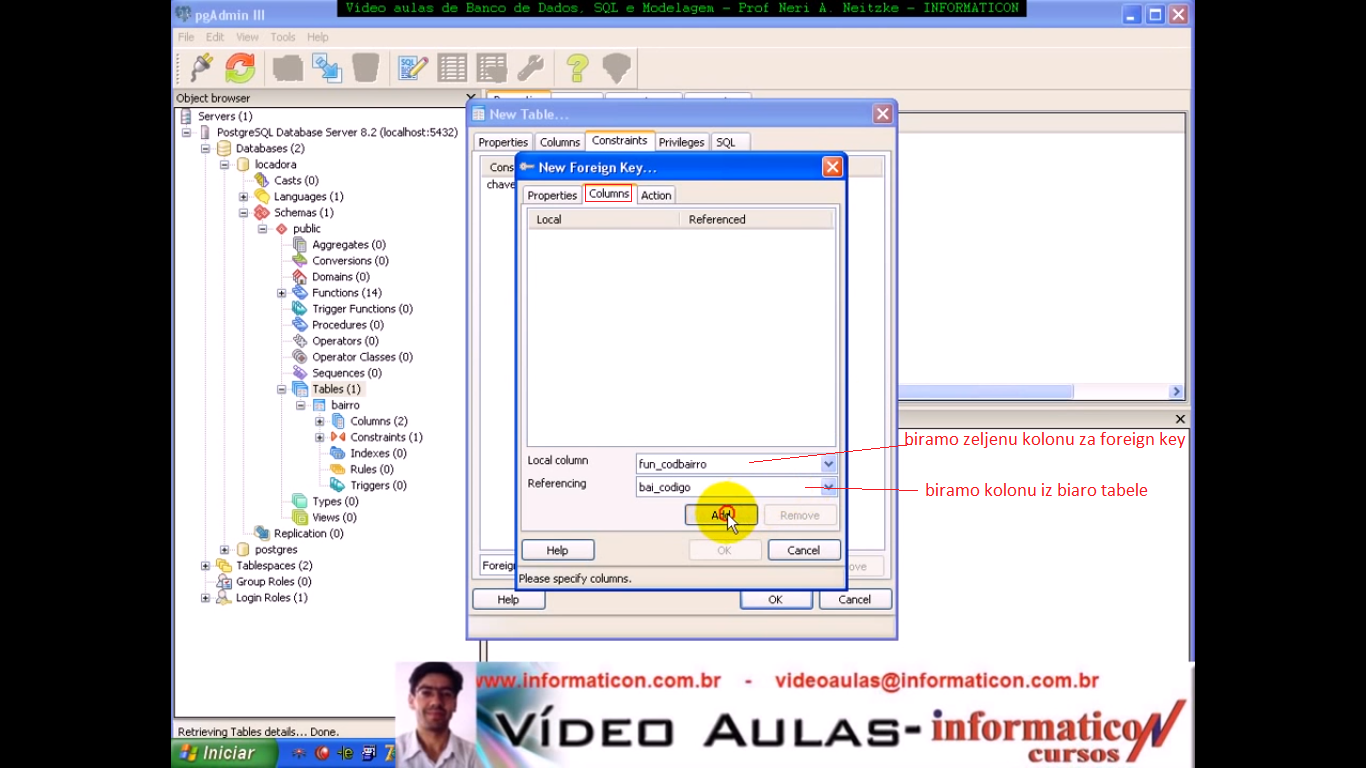 Vídeo aulas de Banco de Dados, SQL e Modelagem - Prof Neri A. Neitzke - INFORMATICON
pgAdmin III
File Edit View Tools Help
Object browser
Servers (1)
PostgreSQL Database Server 8.2 (localhost:5432)
Databases (2)
locadora
Casts (0)
Languages (1)
Schemas (1)
public
Aggregates (0)
Conversions (0)
Domains (0)
Functions (14)
Trigger Functions (0)
Procedures (0)
Operators (0)
Operator Classes (0)
Sequences (0)
Tables (1)
bairro
Columns (2)
Constraints (1)
Indexes (0)
Rules (0)
Triggers (0)
Types (0)
Views (0)
Replication (0)
postgres
Tablespaces (2)
Group Roles (0)
Login Roles (1)
Retrieving Tables details... Done.
New Table...
Properties Columns Constraints Privileges SQL
New Foreign Key...
Properties Columns Action
Local Referenced
Local column fun_codbairro
Referencing bai_codigo
Add Remove
Help OK Cancel
Please specify columns.
Help OK Cancel
biramo zeljenu kolonu za foreign key
biramo kolonu iz biaro tabele
www.informaticon.com.br - videoaulas@informaticon.com.br
VÍDEO AULAS- informaticoN
cursos
Iniciar